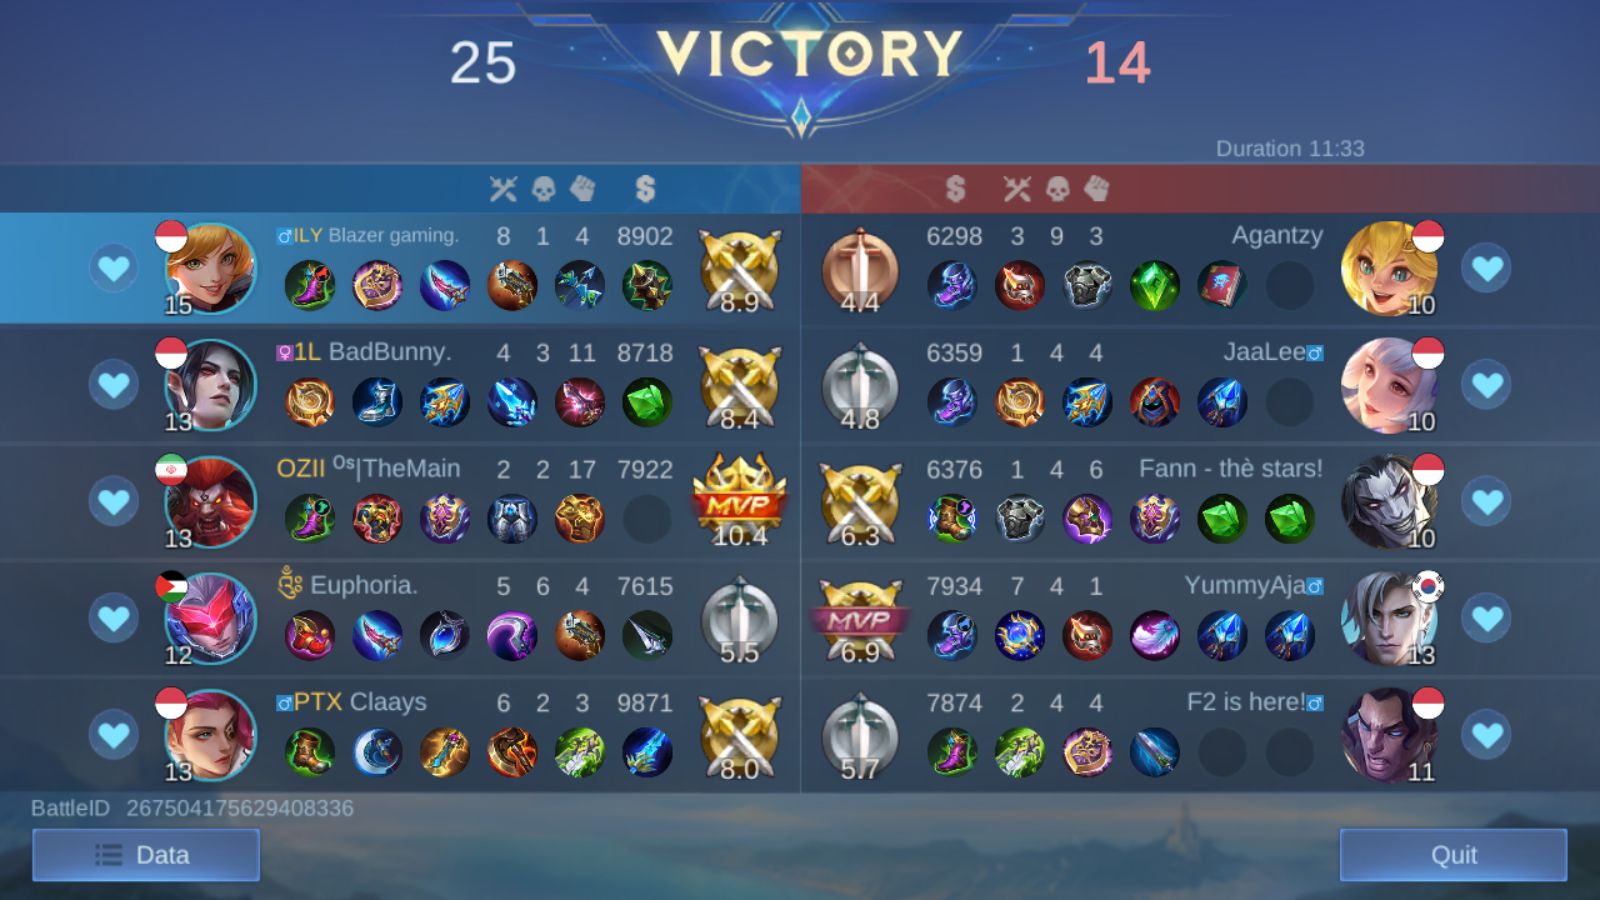 25 VICTORY 14
Duration 11:33
ILY Blazer gaming. 8 1 4 8902
15 8.9
4.4 6298 3 9 3 Agantzy
10
1L BadBunny. 4 3 11 8718
13 8.4
4.8 6359 1 4 4 JaaLee
10
OZII ᴼˢ|TheMain 2 2 17 7922
13 MVP 10.4
6.3 6376 1 4 6 Fann - thè stars!
10
ॐ Euphoria. 5 6 4 7615
12 5.5
MVP 6.9 7934 7 4 1 YummyAja
13
PTX Claays 6 2 3 9871
13 8.0
5.7 7874 2 4 4 F2 is here!
11
BattleID 267504175629408336
Data
Quit